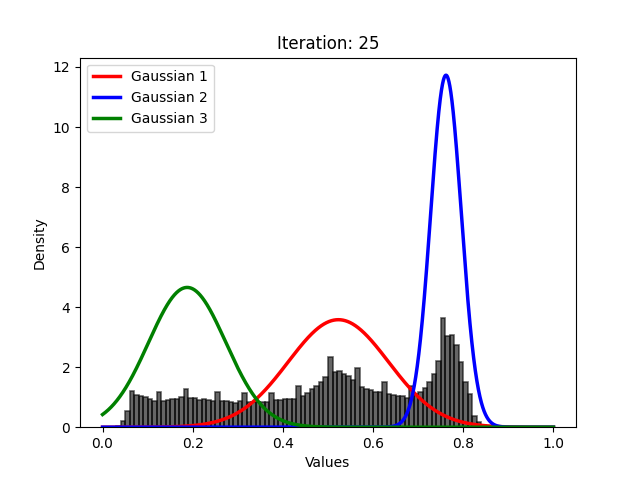 Iteration: 25
Gaussian 1
Gaussian 2
Gaussian 3
Density
12
10
8
6
4
2
0
0.0 0.2 0.4 0.6 0.8 1.0
Values